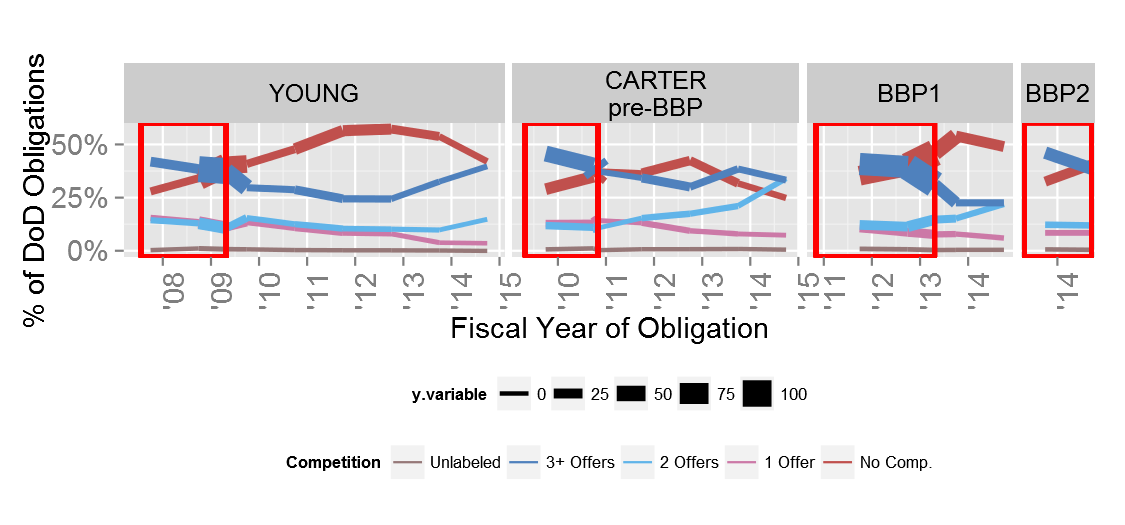 YOUNG
CARTER
pre-BBP
BBP1
BBP2
% of DoD Obligations
50%
25%
0%
'08
'09
'10
'11
'12
'13
'14
'15
'10
'11
'12
'13
'14
'15
'11
'12
'13
'14
'14
Fiscal Year of Obligation
y.variable 0 25 50 75 100
Competition Unlabeled 3+ Offers 2 Offers 1 Offer No Comp.